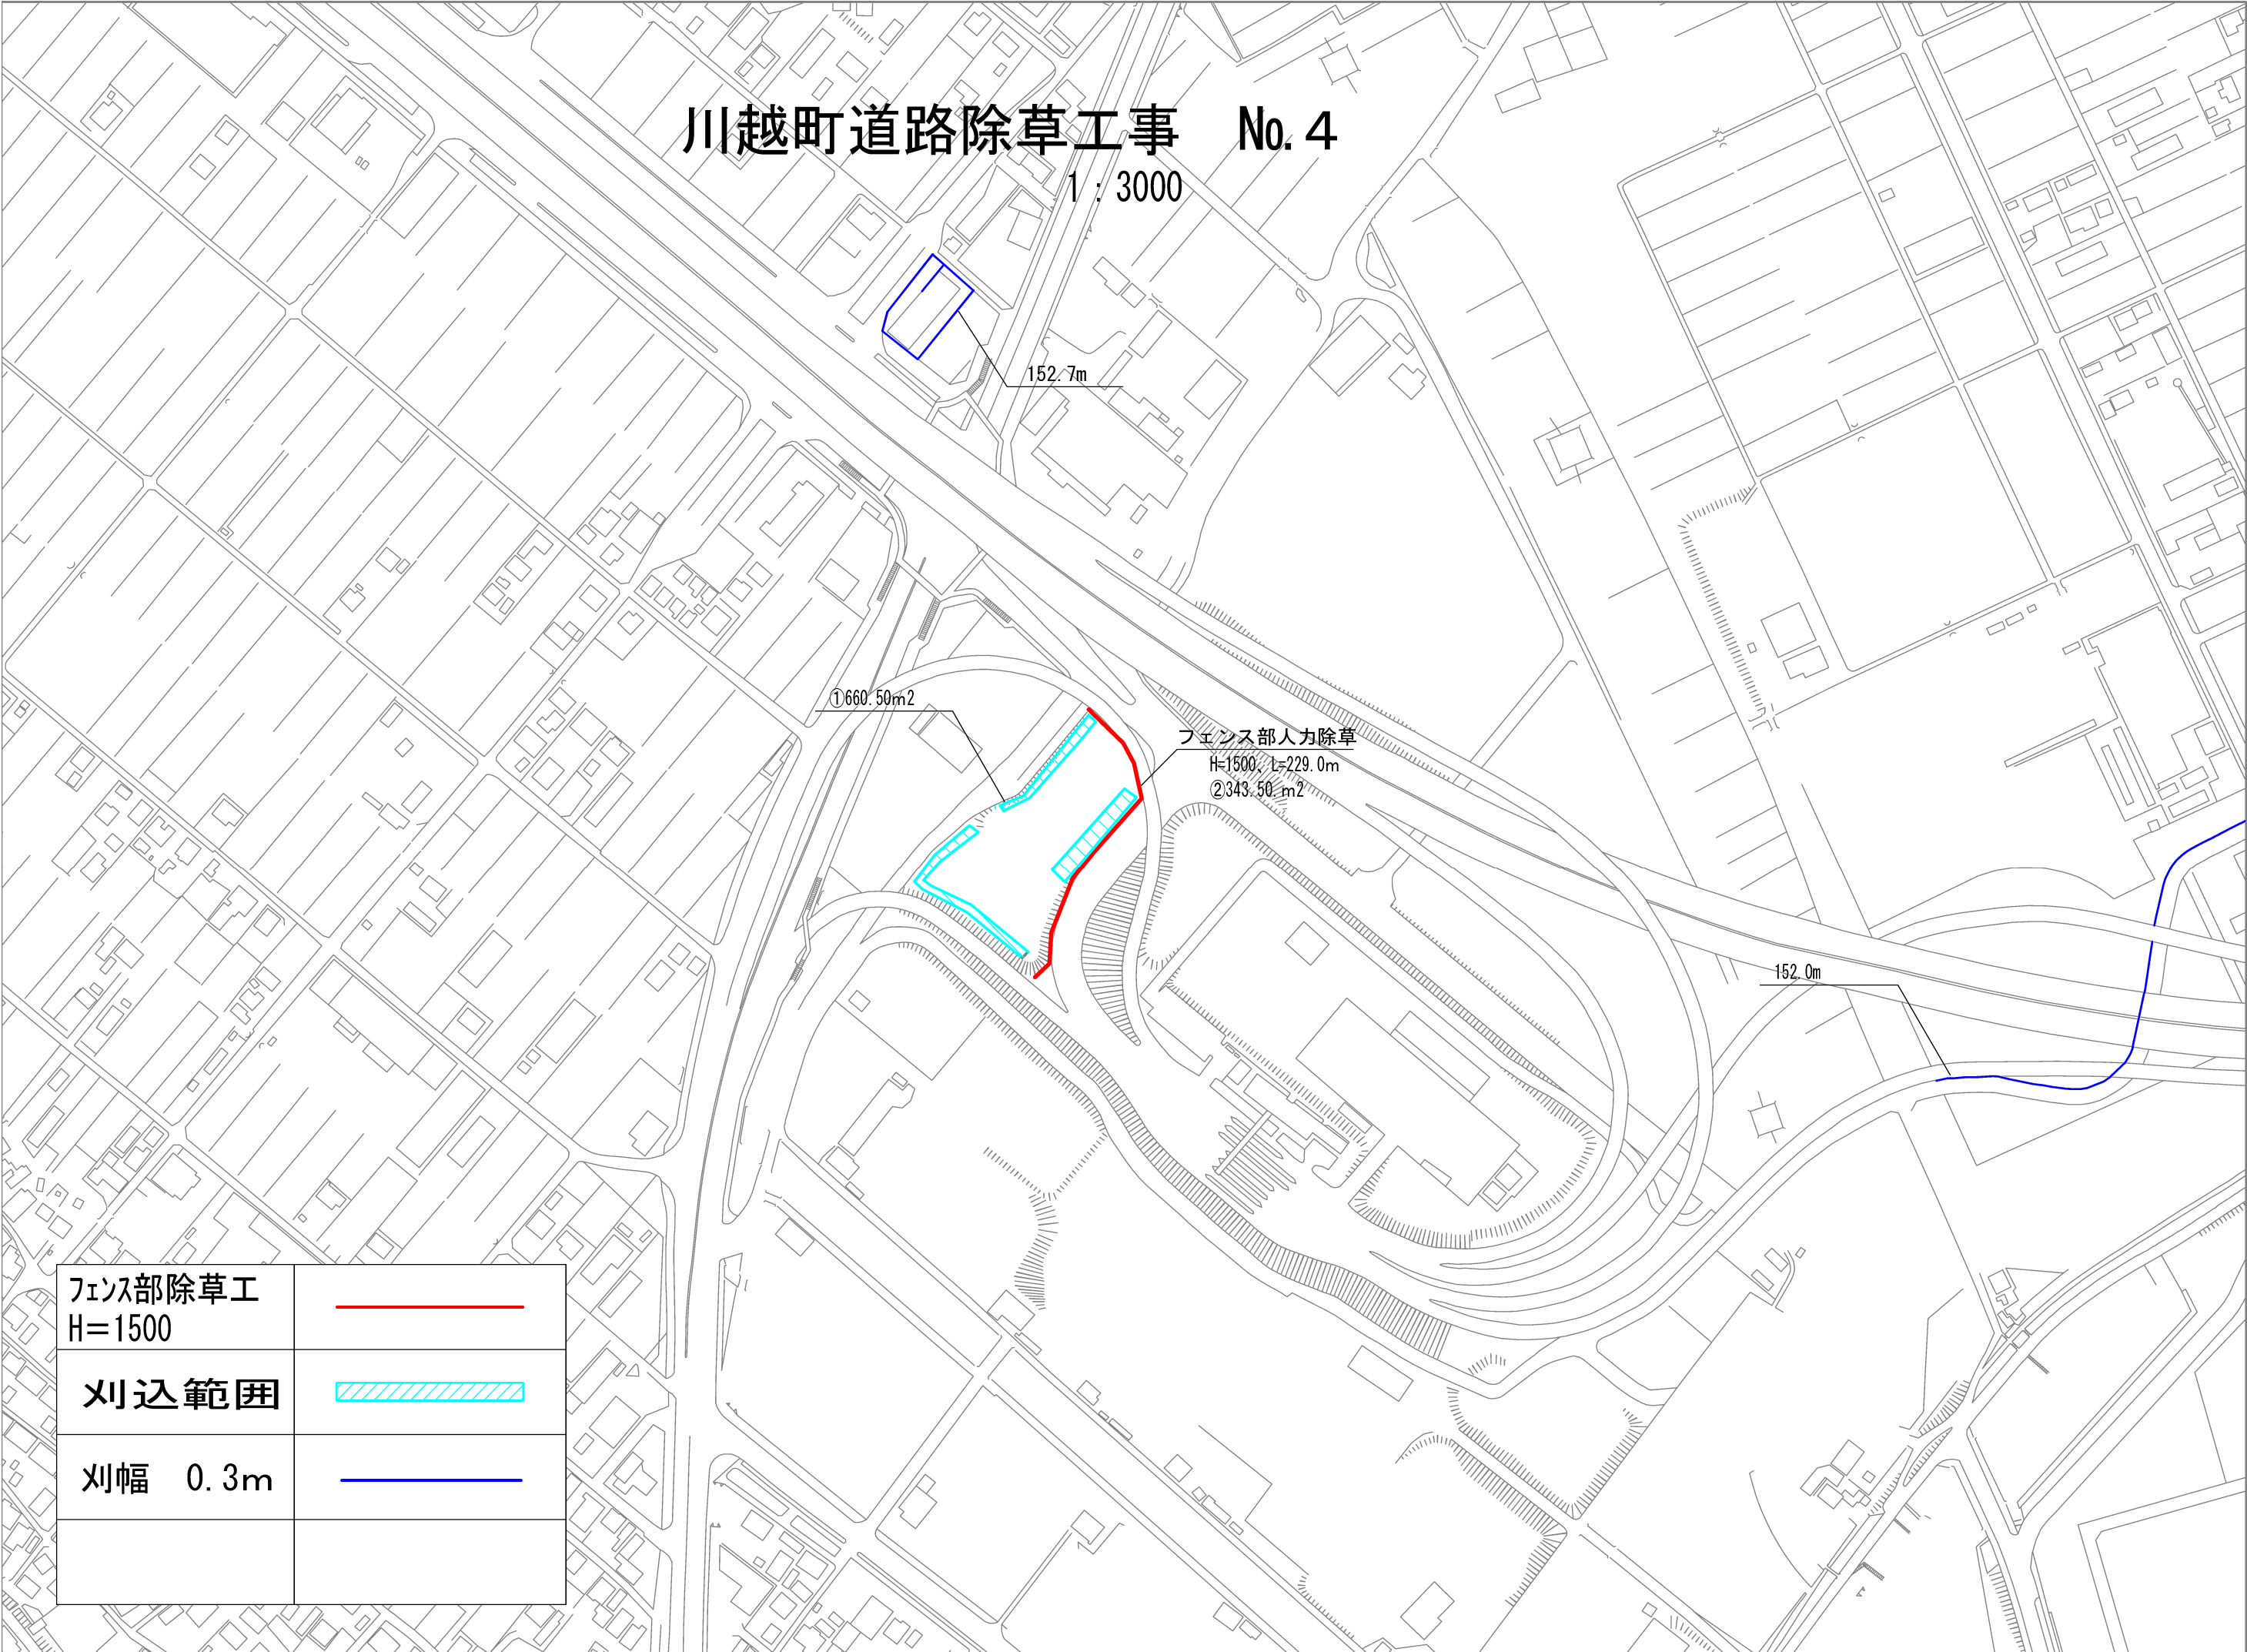 川越町道路除草工事　№４
1：3000
152.7m
①660.50m2
フェンス部人力除草
H=1500、L=229.0m
②343.50.m2
152.0m
ﾌｪﾝｽ部除草工
H＝1500
刈込範囲
刈幅　0.3ｍ